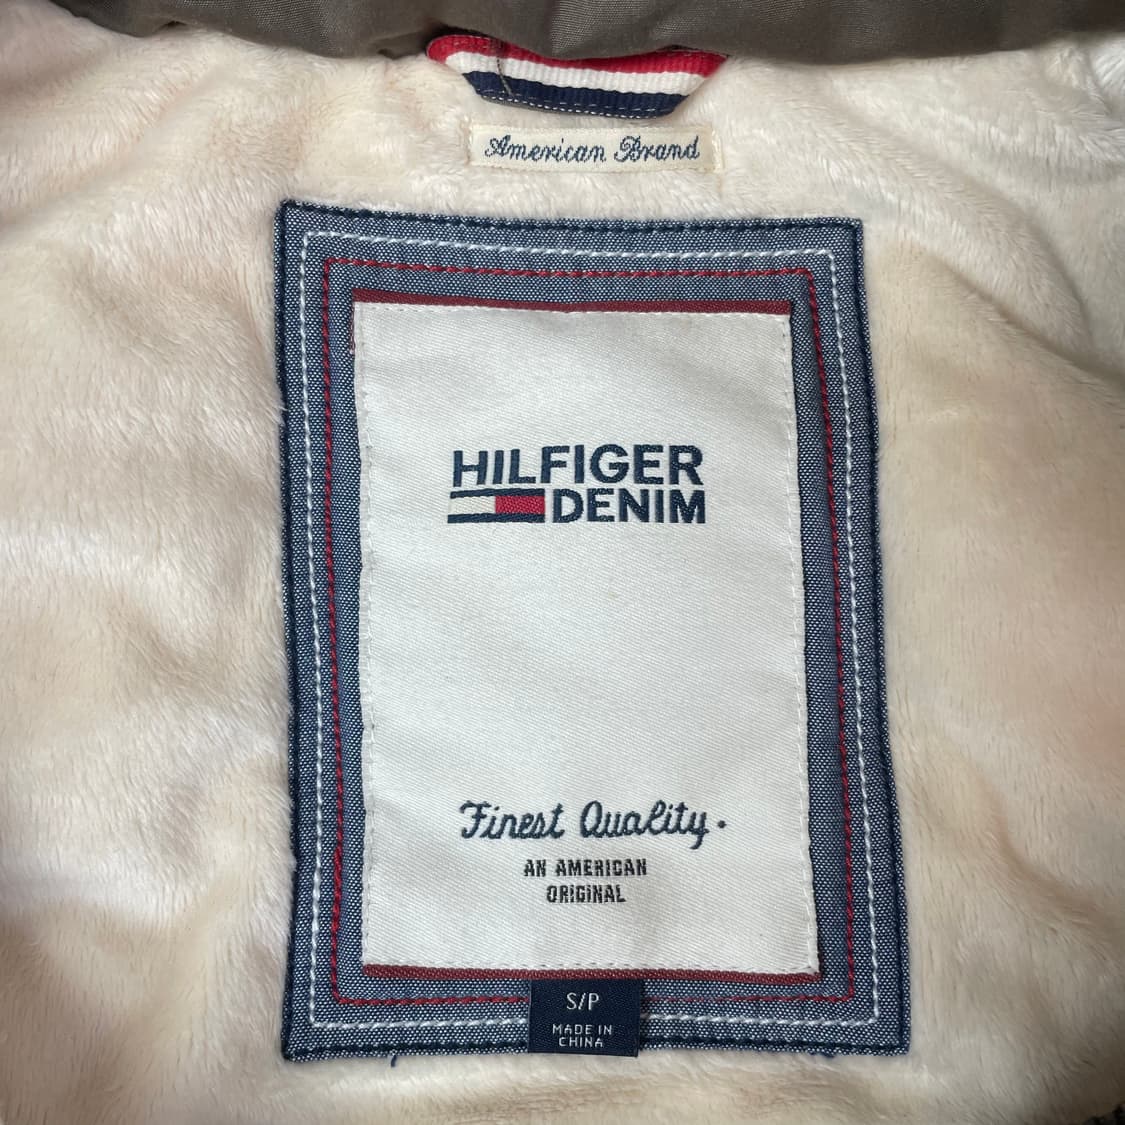 American Brand
HILFIGER
DENIM
Finest Quality.
AN AMERICAN
ORIGINAL
S/P
MADE IN
CHINA